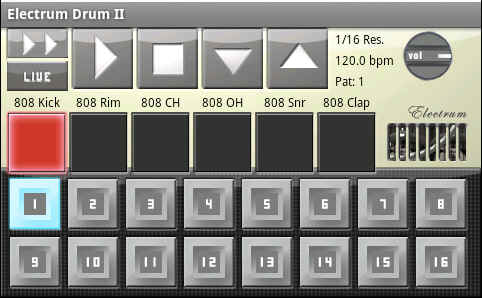 Electrum Drum II
1/16 Res.
vol
LIVE
120.0 bpm
Pat: 1
808 Kick 808 Rim 808 CH 808 OH 808 Snr 808 Clap
Electrum
1 2 3 4 5 6 7 8
9 10 11 12 13 14 15 16